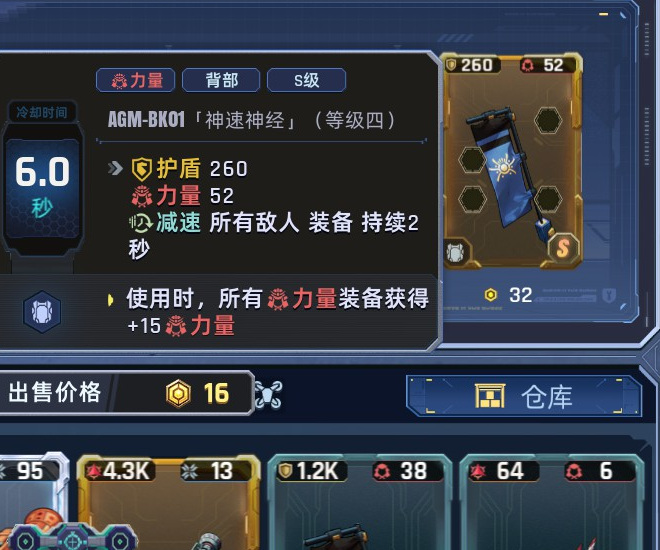 260 52
力量 背部 S级
冷却时间
AGM-BK01「神速神经」（等级四）
6.0
秒
护盾 260
力量 52
减速 所有敌人 装备 持续2
秒
S
32
使用时，所有力量装备获得
+15力量
出售价格 16
仓库
95 4.3K 13 1.2K 38 64 6